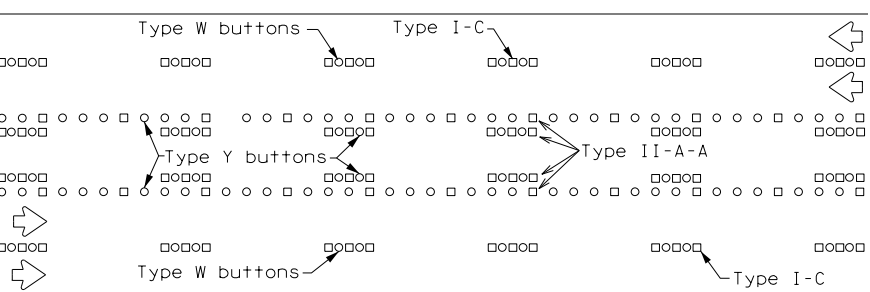 Type W buttons
Type I-C
Type Y buttons
Type II-A-A
Type W buttons
Type I-C